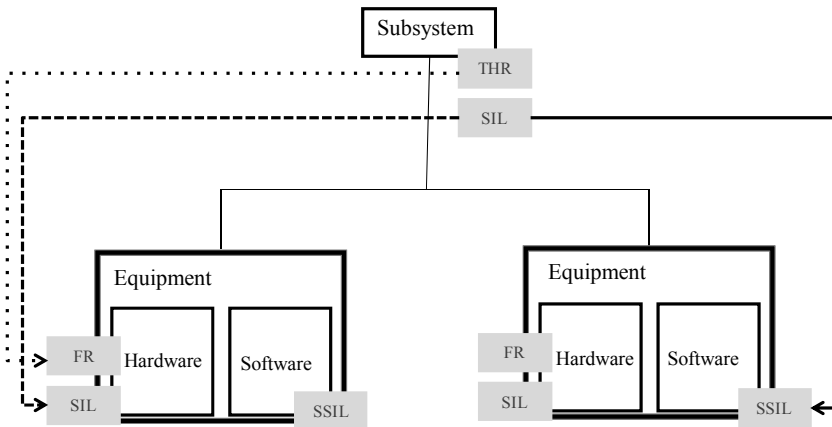 Subsystem
THR
SIL
Equipment
Equipment
FR
Hardware
Software
FR
Hardware
Software
SIL
SSIL
SIL
SSIL